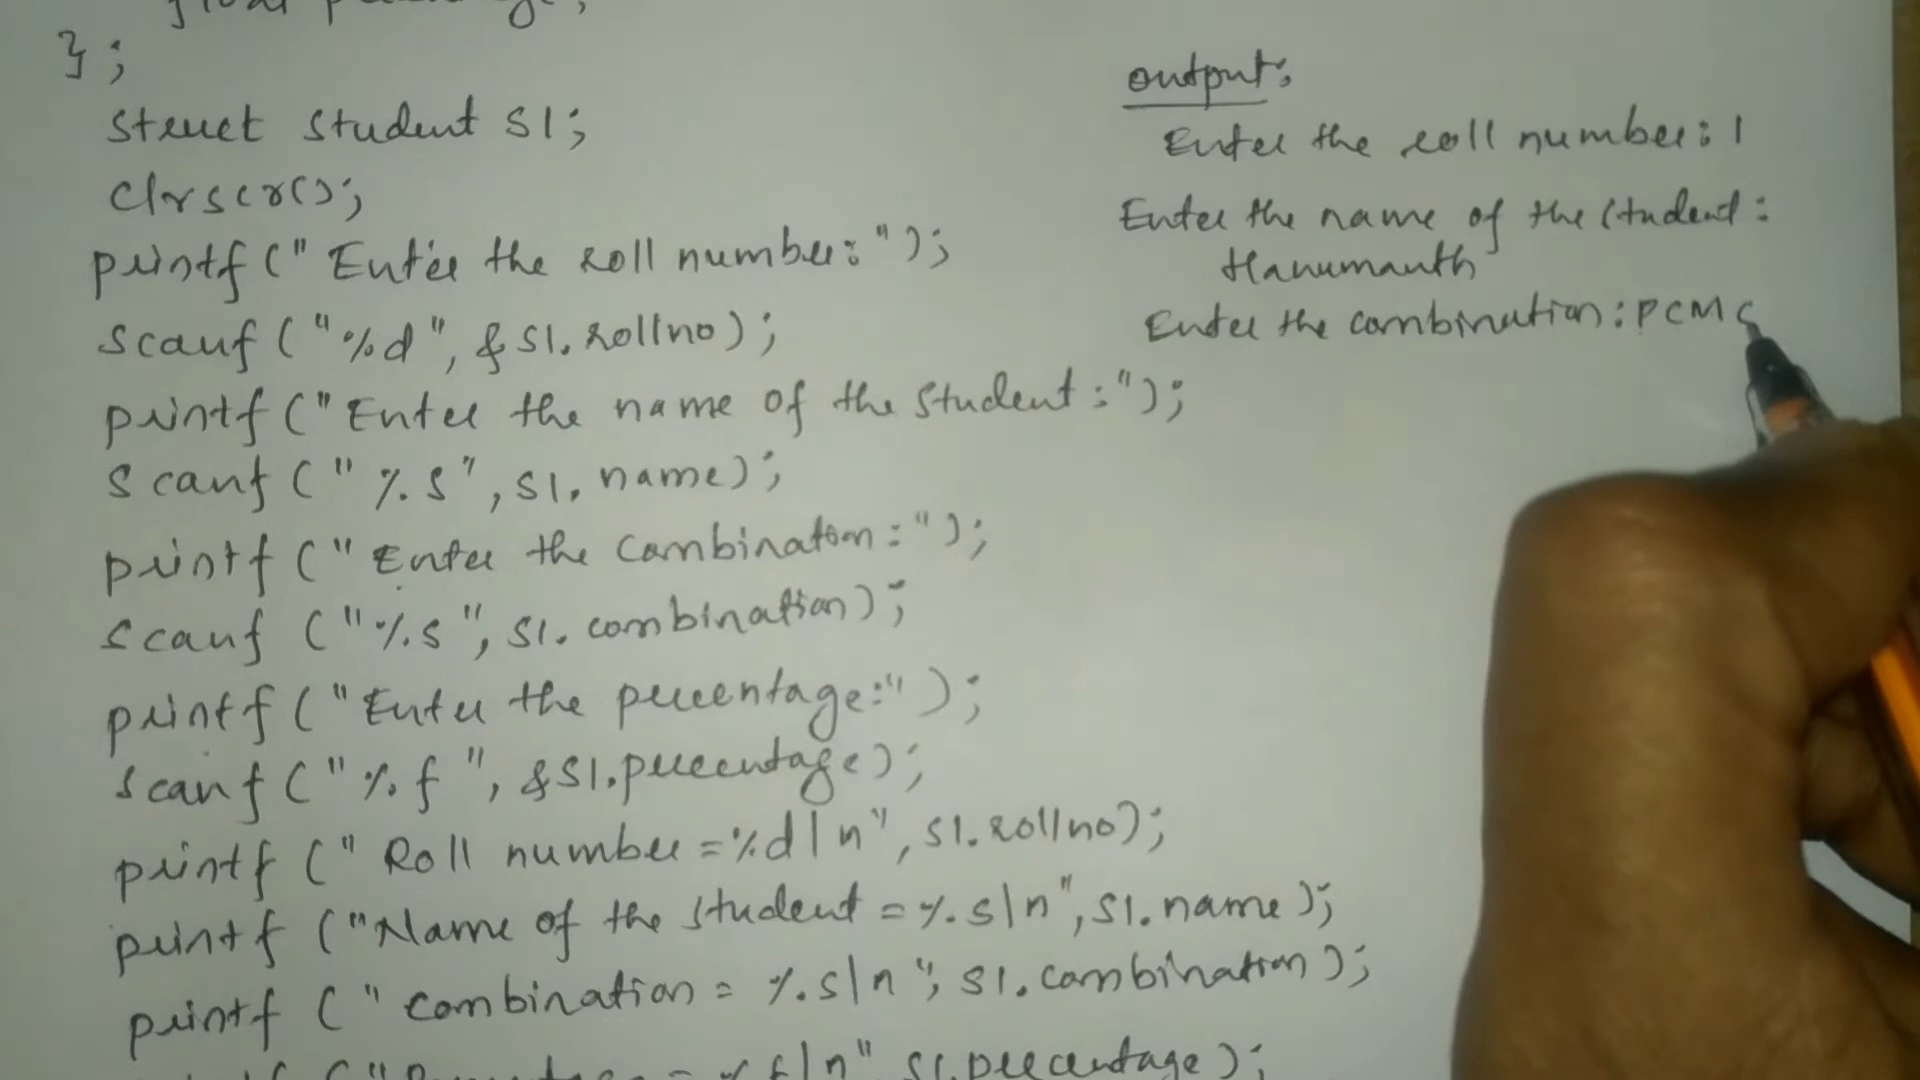 };
struct student S1;
clrscr();
printf (" Enter the roll number: ");
scanf ("%d", &S1.rollno);
printf (" Enter the name of the student : ");
scanf (" %s", S1.name);
printf (" Enter the combination : ");
scanf ("%s", S1.combination);
printf ("Enter the percentage:");
scanf (" %f ", &S1.percentage);
printf (" Roll number =%d\n", S1.rollno);
printf ("Name of the student = %s\n", S1.name);
printf (" combination = %s\n ", S1.combination);
S1.percentage);
output:
Enter the roll number: 1
Enter the name of the student :
Hanumanth
Enter the combination : PCMC